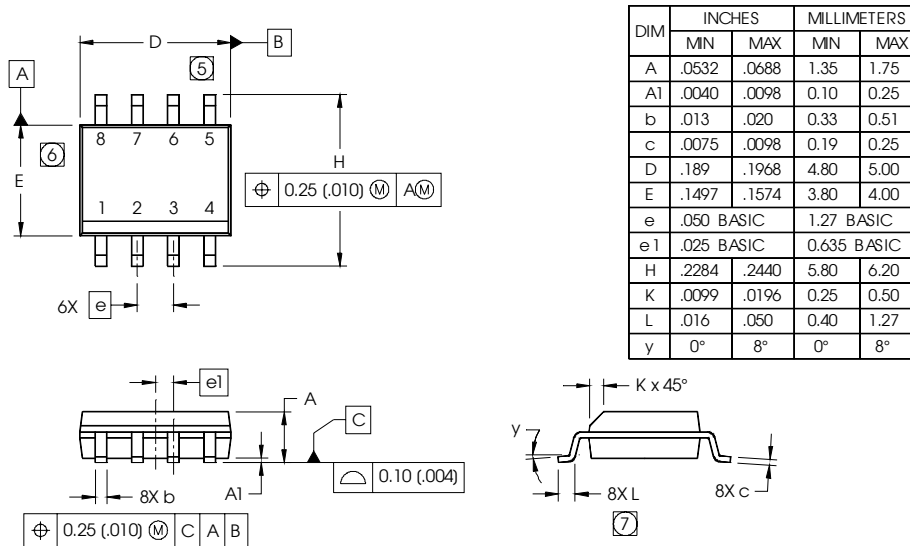 D
B
5
A
8 7 6 5
6
E
H
⌖ 0.25 (.010) Ⓜ AⓂ
1 2 3 4
6X e
DIM INCHES MILLIMETERS
MIN MAX MIN MAX
A .0532 .0688 1.35 1.75
A1 .0040 .0098 0.10 0.25
b .013 .020 0.33 0.51
c .0075 .0098 0.19 0.25
D .189 .1968 4.80 5.00
E .1497 .1574 3.80 4.00
e .050 BASIC 1.27 BASIC
e1 .025 BASIC 0.635 BASIC
H .2284 .2440 5.80 6.20
K .0099 .0196 0.25 0.50
L .016 .050 0.40 1.27
y 0° 8° 0° 8°
e1
A
C
⌓ 0.10 (.004)
8X b
A1
⌖ 0.25 (.010) Ⓜ C A B
K x 45°
y
8X L
8X c
7